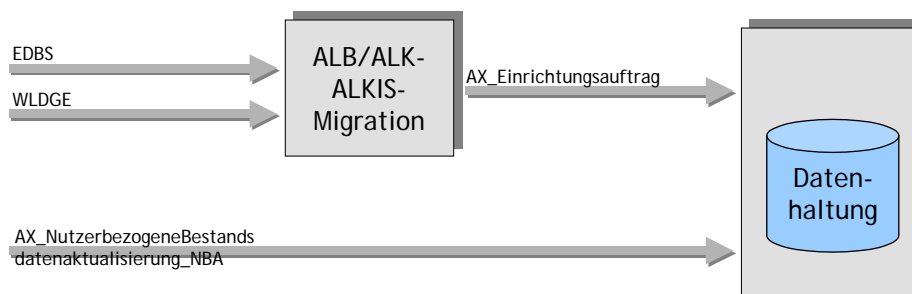 EDBS
WLDGE
ALB/ALK-
ALKIS-
Migration
AX_Einrichtungsauftrag
Daten-
haltung
AX_NutzerbezogeneBestands
datenaktualisierung_NBA